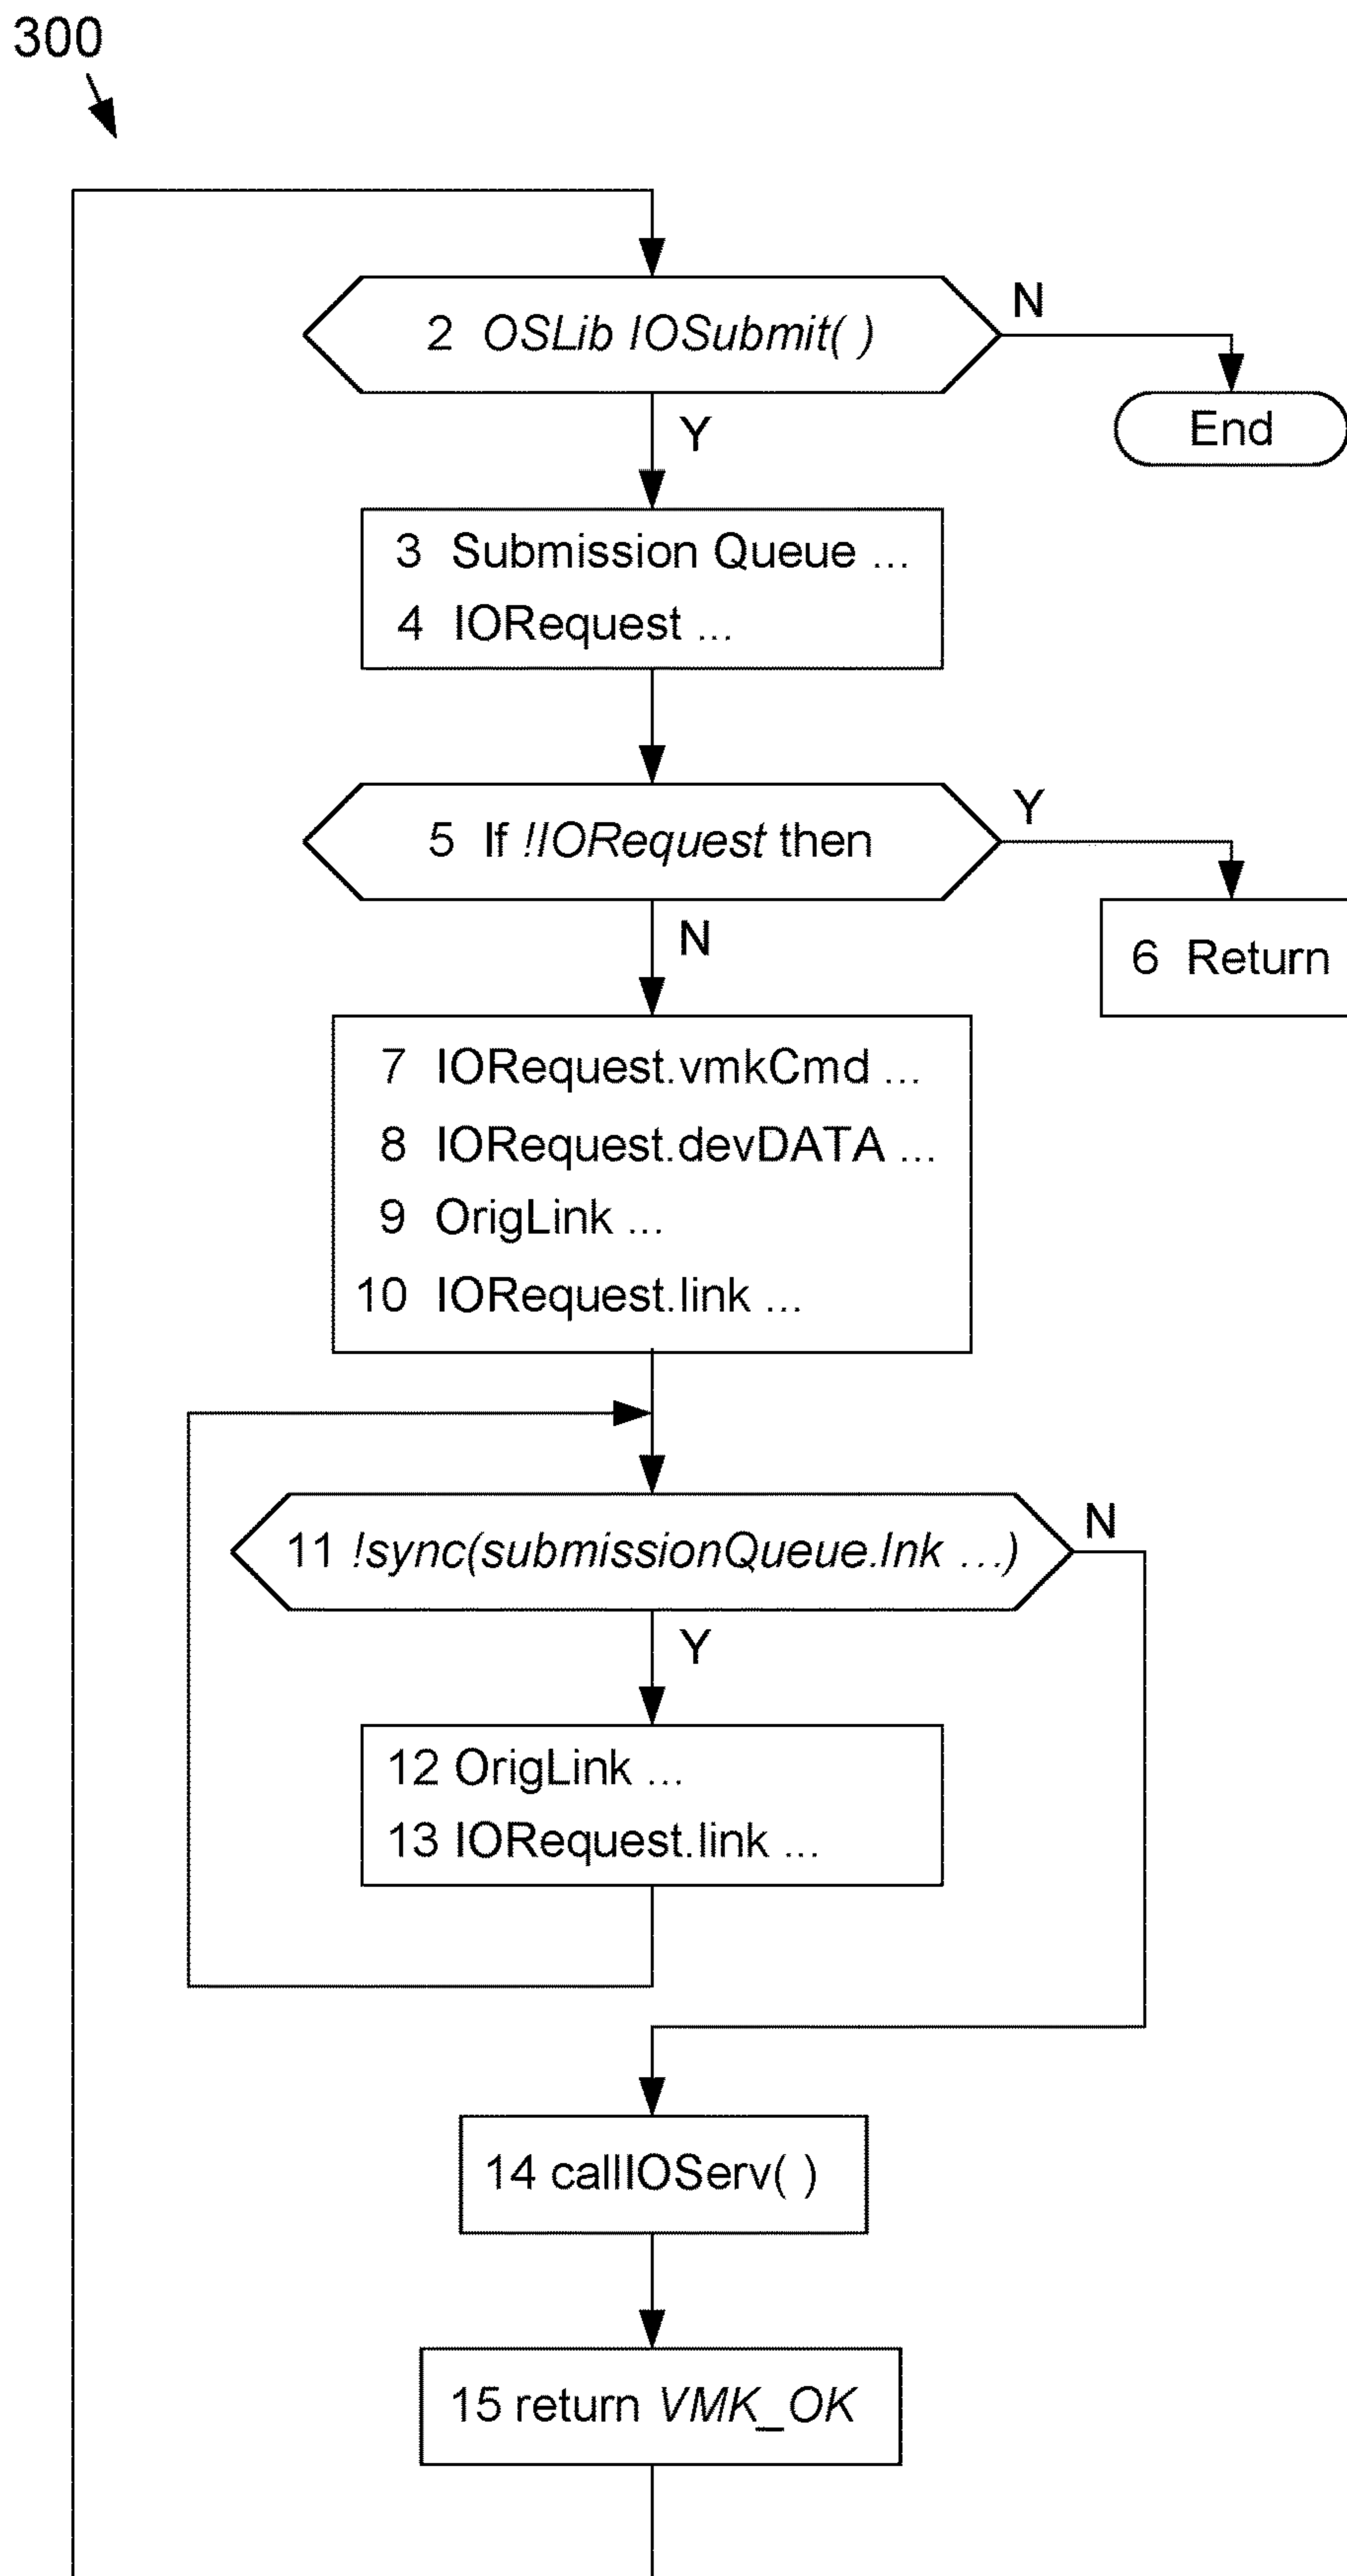 300
2 OSLib IOSubmit( )
N
End
Y
3 Submission Queue ...
4 IORequest ...
5 If !IORequest then
Y
6 Return
N
7 IORequest.vmkCmd ...
8 IORequest.devDATA ...
9 OrigLink ...
10 IORequest.link ...
11 !sync(submissionQueue.lnk ...)
N
Y
12 OrigLink ...
13 IORequest.link ...
14 callIOServ( )
15 return VMK_OK